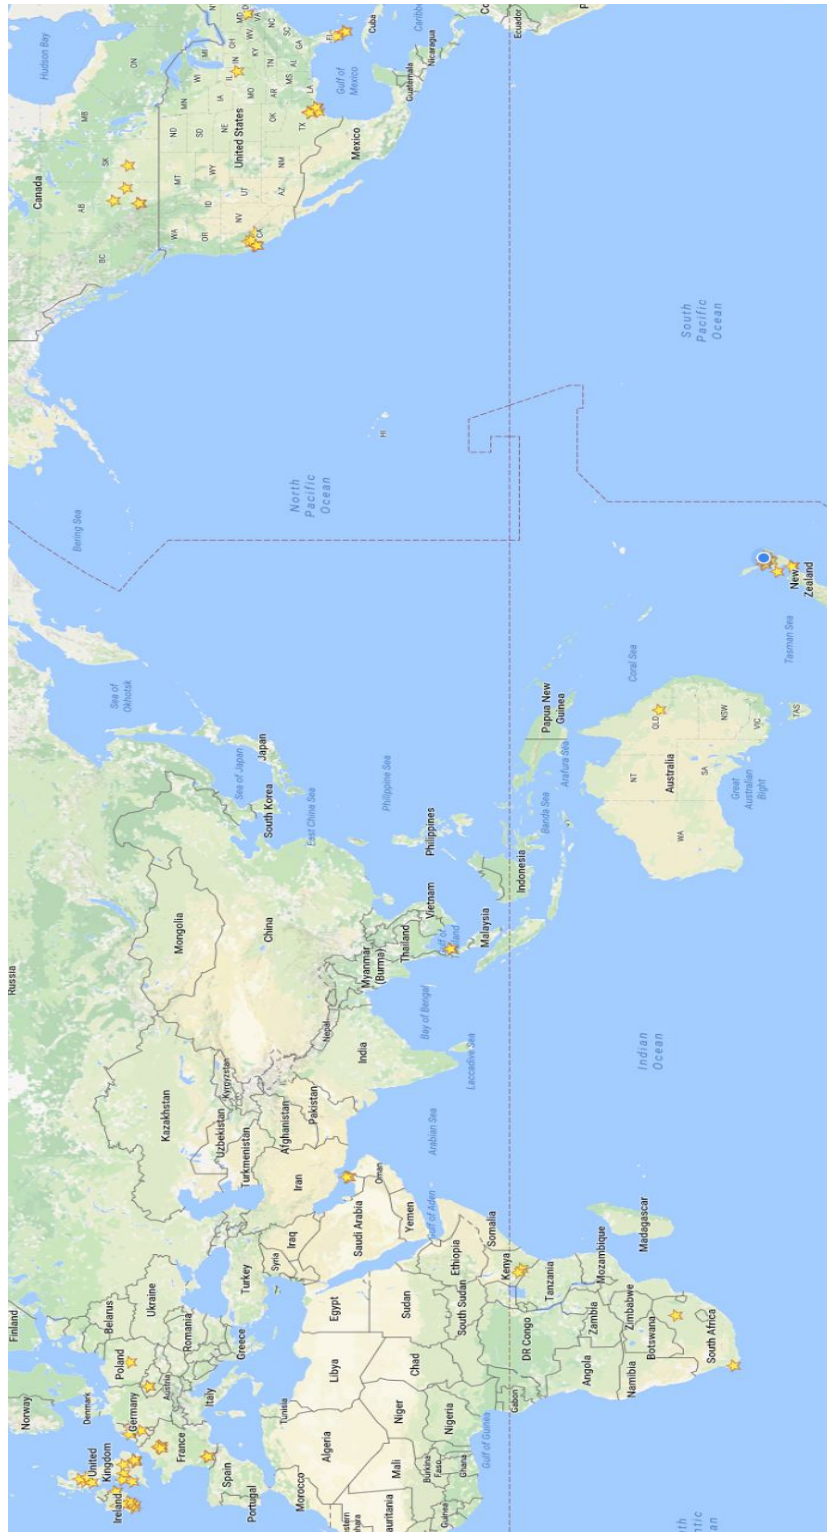 Norway
Finland
Russia
Denmark
United
Kingdom
Ireland
Germany
Poland
Belarus
Ukraine
Austria
Romania
France
Italy
Spain
Portugal
Greece
Turkey
Kazakhstan
Uzbekistan
Kyrgyzstan
Turkmenistan
Mongolia
China
South Korea
Japan
Sea of Japan
Sea of
Okhotsk
Bering Sea
East China Sea
Philippine Sea
Syria
Iraq
Iran
Afghanistan
Pakistan
Nepal
India
Myanmar
(Burma)
Thailand
Vietnam
Gulf of
Thailand
Malaysia
Philippines
Indonesia
Papua New
Guinea
Bay of Bengal
Laccadive Sea
Arabian Sea
Gulf of Aden
Saudi Arabia
Oman
Yemen
Morocco
Tunisia
Algeria
Libya
Egypt
Mali
Niger
Chad
Sudan
Burkina
Faso
Ghana
Guinea
Nigeria
Gulf of Guinea
South Sudan
Ethiopia
Somalia
Gabon
DR Congo
Kenya
Tanzania
Angola
Zambia
Mozambique
Namibia
Zimbabwe
Botswana
Madagascar
South Africa
Indian
Ocean
Banda Sea
Arafura Sea
Coral Sea
Tasman Sea
Great
Australian
Bight
Australia
NT
QLD
WA
SA
NSW
VIC
TAS
New
Zealand
North
Pacific
Ocean
South
Pacific
Ocean
HI
Canada
Hudson Bay
BC
AB
SK
MB
ON
United States
WA
MT
ND
MN
OR
ID
WY
SD
WI
MI
NV
UT
NE
IA
IL
IN
OH
CA
AZ
NM
OK
MO
KY
WV
VA
MD
TX
AR
TN
NC
LA
MS
AL
GA
SC
FL
Gulf of
Mexico
Mexico
Cuba
Guatemala
Nicaragua
Ecuador